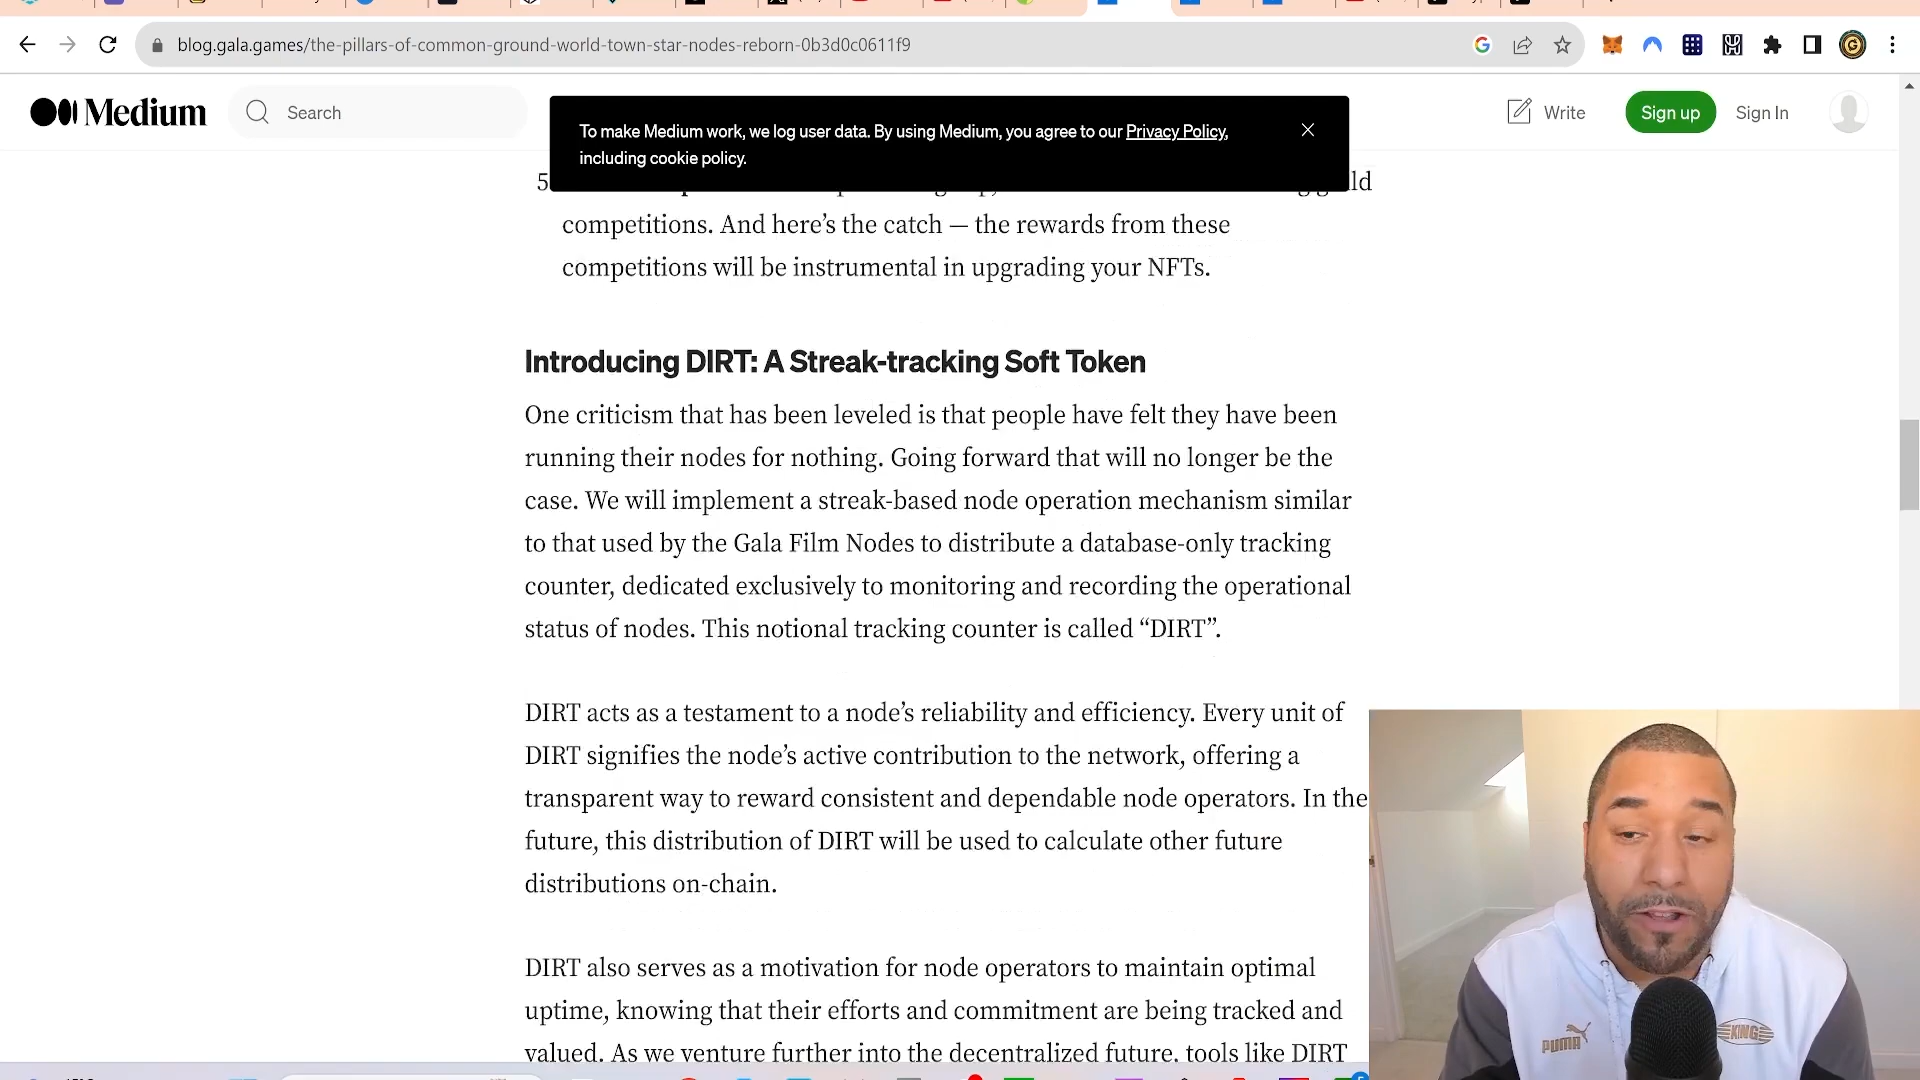 blog.gala.games/the-pillars-of-common-ground-world-town-star-nodes-reborn-0b3d0c0611f9
Medium
Search
To make Medium work, we log user data. By using Medium, you agree to our Privacy Policy,
including cookie policy.
Write
Sign up
Sign In
competitions. And here’s the catch — the rewards from these
competitions will be instrumental in upgrading your NFTs.
Introducing DIRT: A Streak-tracking Soft Token
One criticism that has been leveled is that people have felt they have been
running their nodes for nothing. Going forward that will no longer be the
case. We will implement a streak-based node operation mechanism similar
to that used by the Gala Film Nodes to distribute a database-only tracking
counter, dedicated exclusively to monitoring and recording the operational
status of nodes. This notional tracking counter is called “DIRT”.
DIRT acts as a testament to a node’s reliability and efficiency. Every unit of
DIRT signifies the node’s active contribution to the network, offering a
transparent way to reward consistent and dependable node operators. In the
future, this distribution of DIRT will be used to calculate other future
distributions on-chain.
DIRT also serves as a motivation for node operators to maintain optimal
uptime, knowing that their efforts and commitment are being tracked and
valued. As we venture further into the decentralized future, tools like DIRT
PUMA
KING